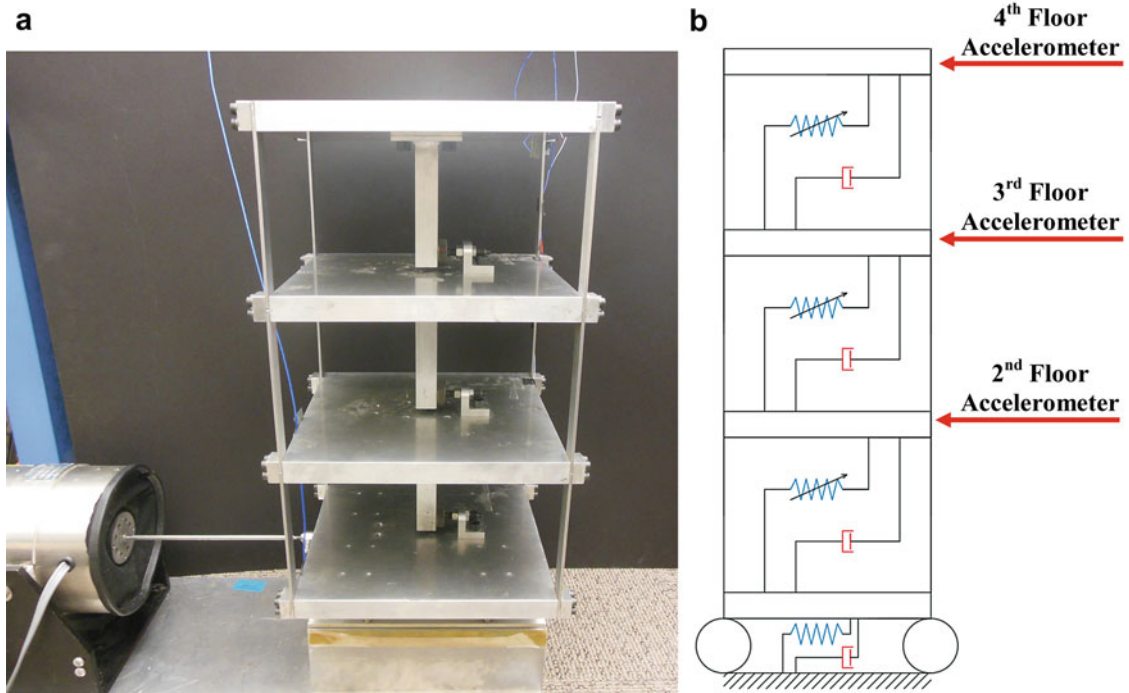 a
b
4th Floor
Accelerometer
3rd Floor
Accelerometer
2nd Floor
Accelerometer